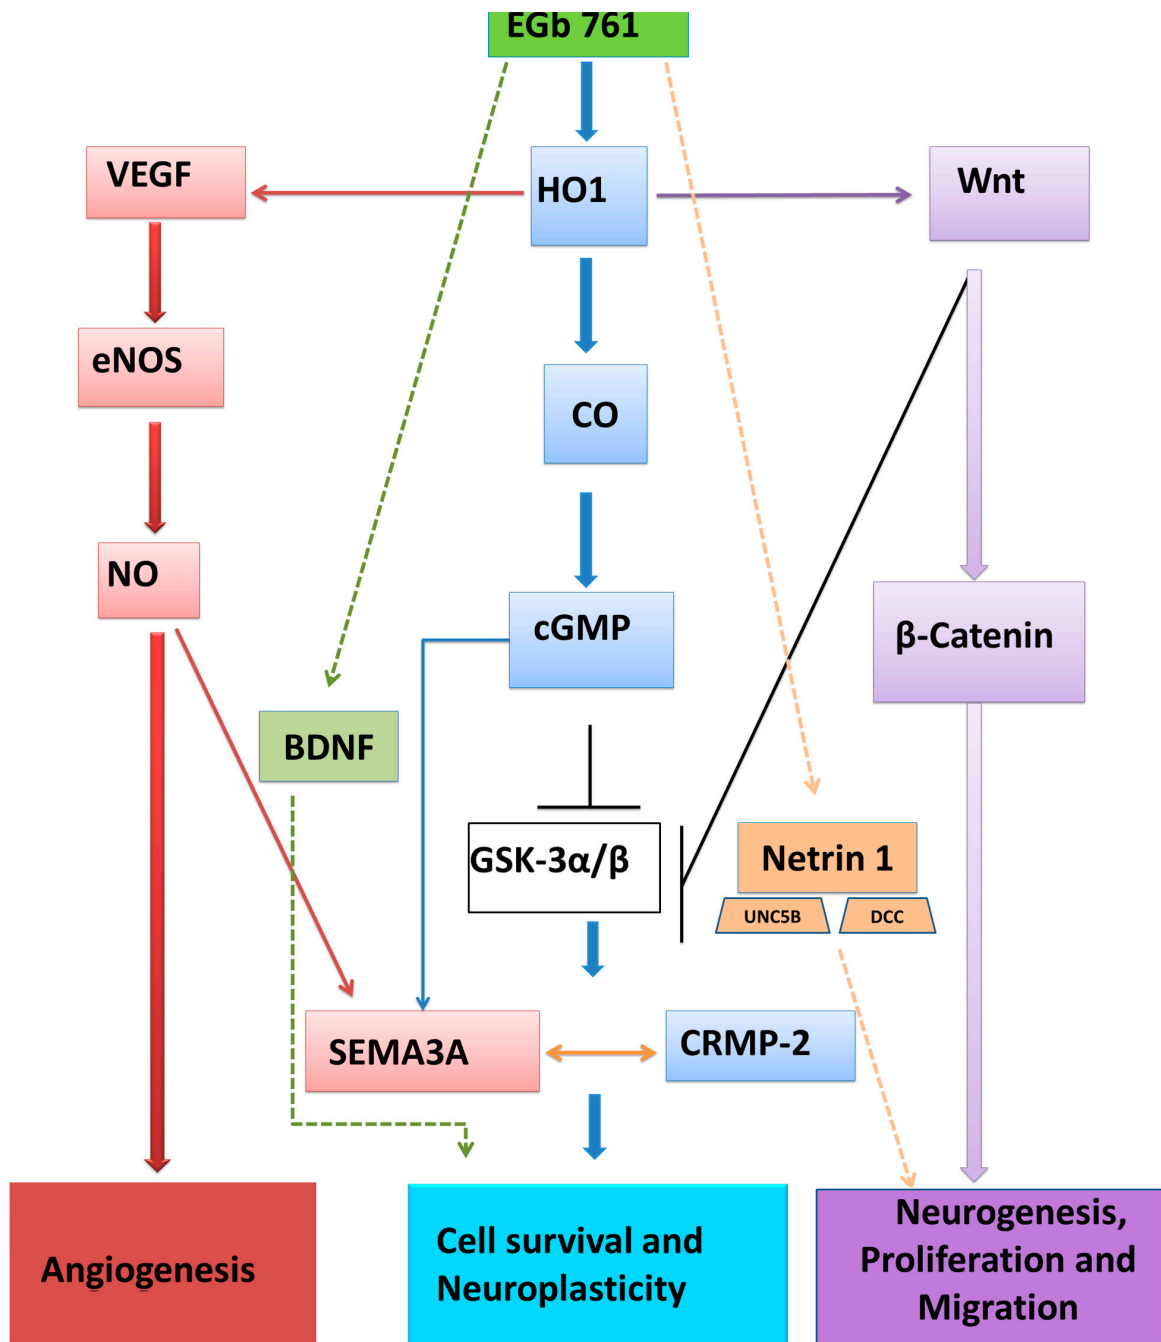 EGb 761
VEGF
HO1
Wnt
eNOS
CO
NO
cGMP
β-Catenin
BDNF
GSK-3α/β
Netrin 1
UNC5B
DCC
SEMA3A
CRMP-2
Angiogenesis
Cell survival and
Neuroplasticity
Neurogenesis,
Proliferation and
Migration